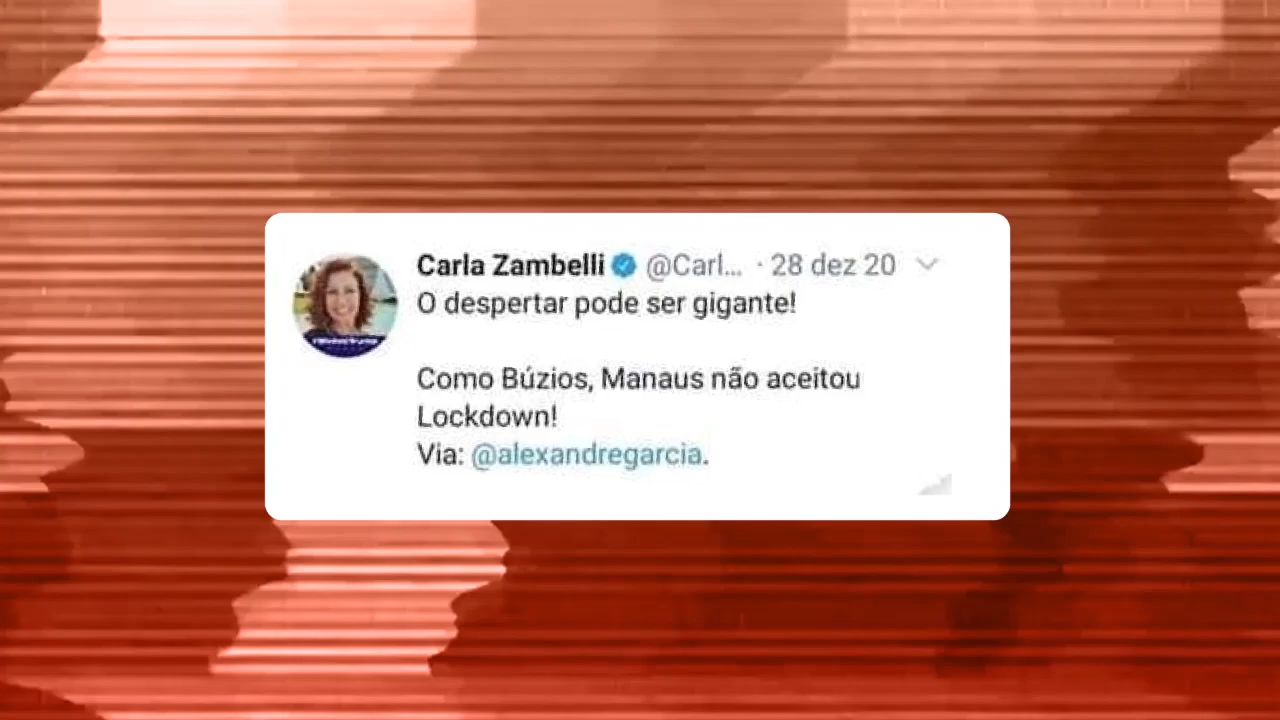 Carla Zambelli @Carl... · 28 dez 20
O despertar pode ser gigante!
Como Búzios, Manaus não aceitou
Lockdown!
Via: @alexandregarcia.